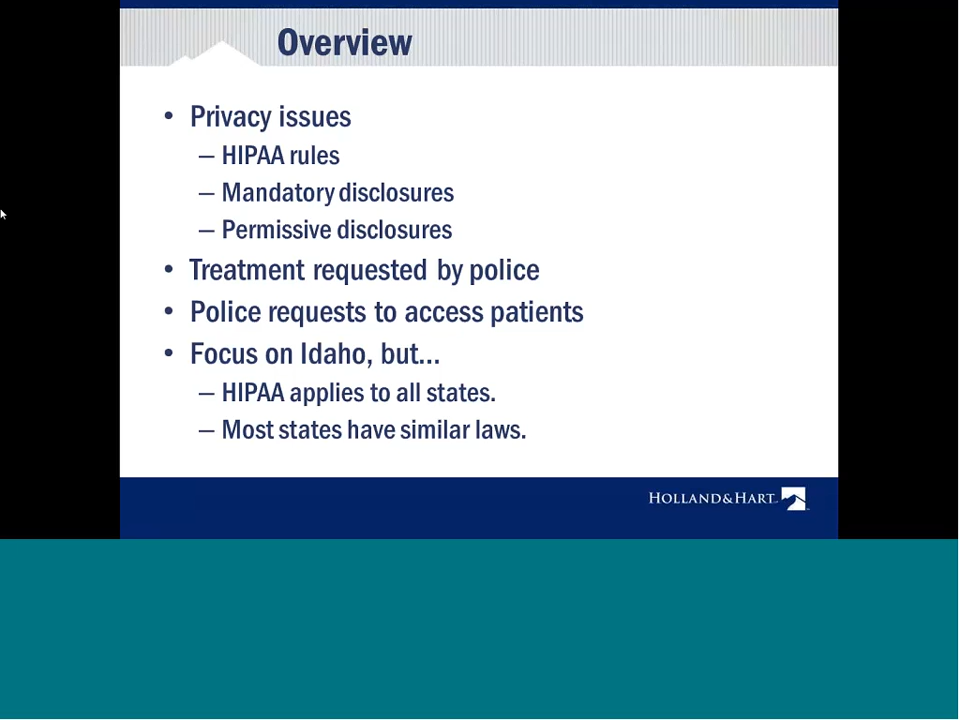 Overview
• Privacy issues
– HIPAA rules
– Mandatory disclosures
– Permissive disclosures
• Treatment requested by police
• Police requests to access patients
• Focus on Idaho, but...
– HIPAA applies to all states.
– Most states have similar laws.
HOLLAND&HART